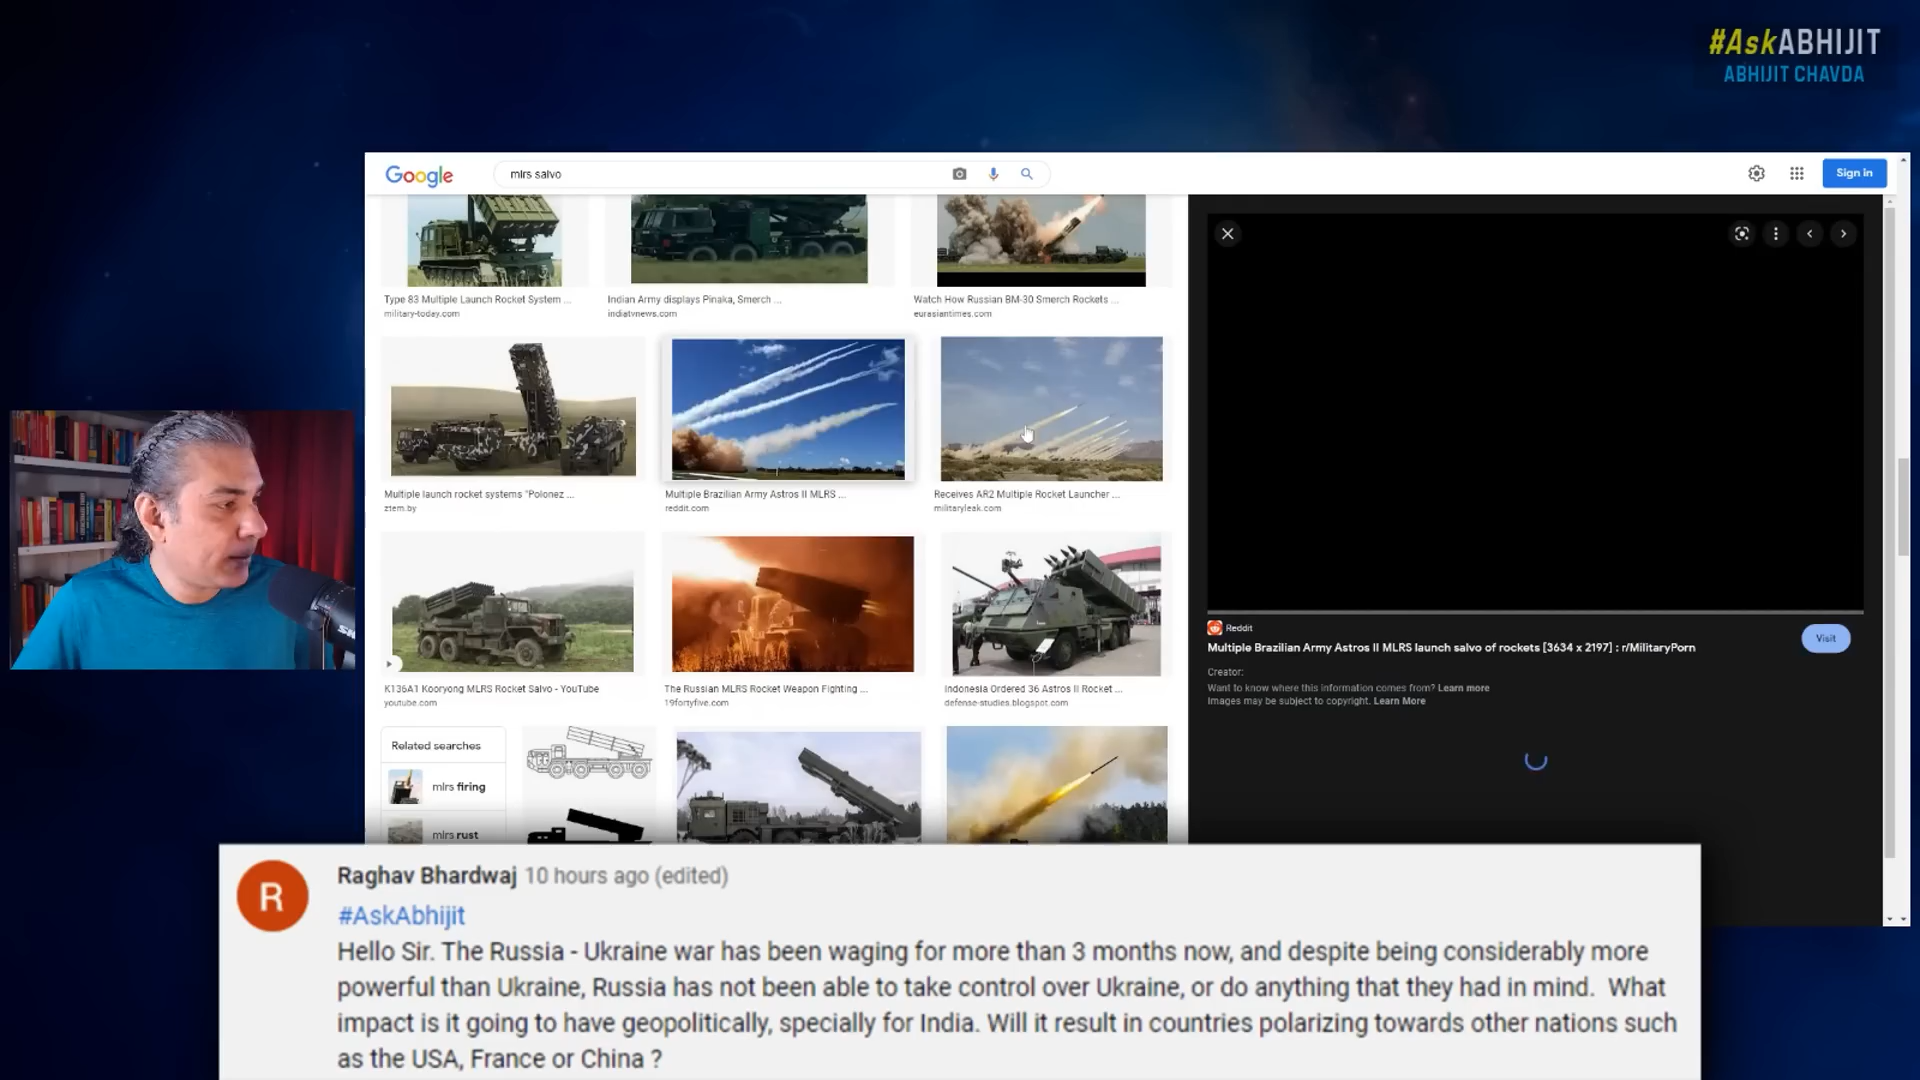 #AskABHIJIT
ABHIJIT CHAVDA
Google
mlrs salvo
Sign in
Type 83 Multiple Launch Rocket System ...
military-today.com
Indian Army displays Pinaka, Smerch ...
indiatvnews.com
Watch How Russian BM-30 Smerch Rockets ...
eurasiantimes.com
Multiple launch rocket systems "Polonez ...
ztem.by
Multiple Brazilian Army Astros II MLRS ...
reddit.com
Receives AR2 Multiple Rocket Launcher ...
militaryleak.com
K136A1 Kooryong MLRS Rocket Salvo - YouTube
youtube.com
The Russian MLRS Rocket Weapon Fighting ...
19fortyfive.com
Indonesia Ordered 36 Astros II Rocket ...
defense-studies.blogspot.com
Related searches
mlrs firing
mlrs rust
Reddit
Multiple Brazilian Army Astros II MLRS launch salvo of rockets [3634 x 2197] : r/MilitaryPorn
Visit
Creator:
Want to know where this information comes from? Learn more
Images may be subject to copyright. Learn More
R
Raghav Bhardwaj 10 hours ago (edited)
#AskAbhijit
Hello Sir. The Russia - Ukraine war has been waging for more than 3 months now, and despite being considerably more
powerful than Ukraine, Russia has not been able to take control over Ukraine, or do anything that they had in mind. What
impact is it going to have geopolitically, specially for India. Will it result in countries polarizing towards other nations such
as the USA, France or China ?